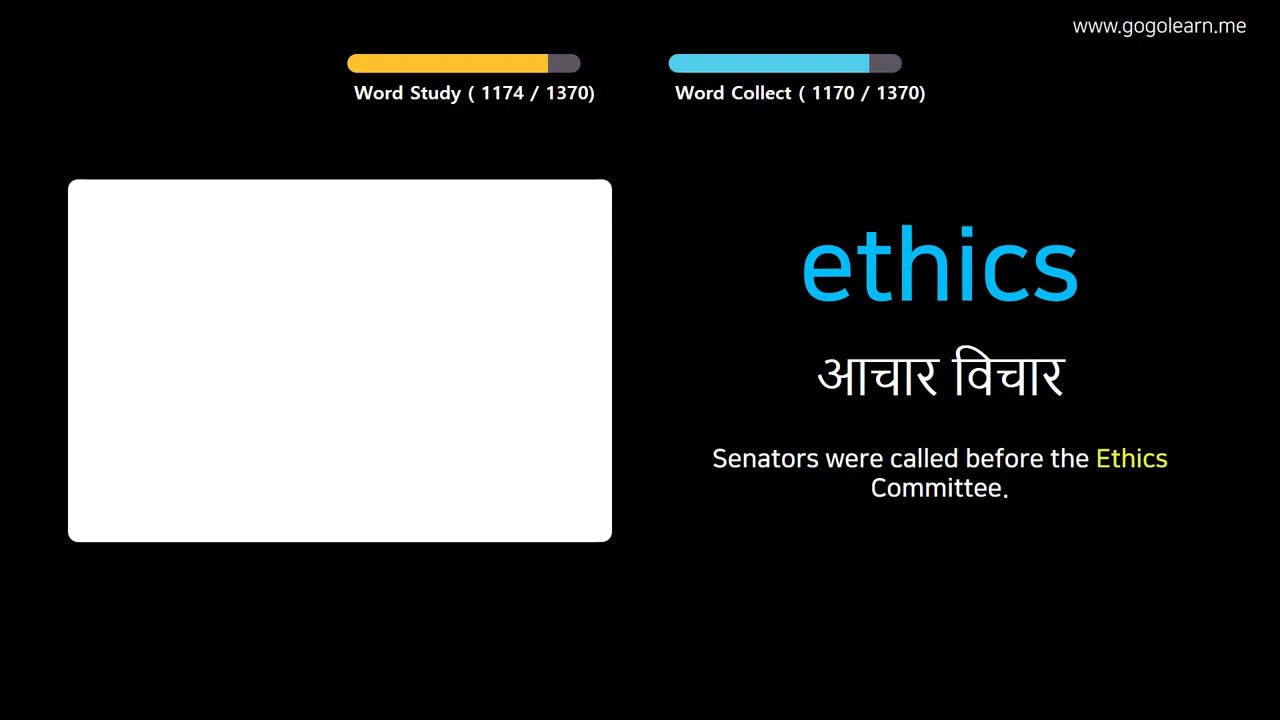 www.gogolearn.me
Word Study ( 1174 / 1370)
Word Collect ( 1170 / 1370)
ethics
आचार विचार
Senators were called before the Ethics
Committee.